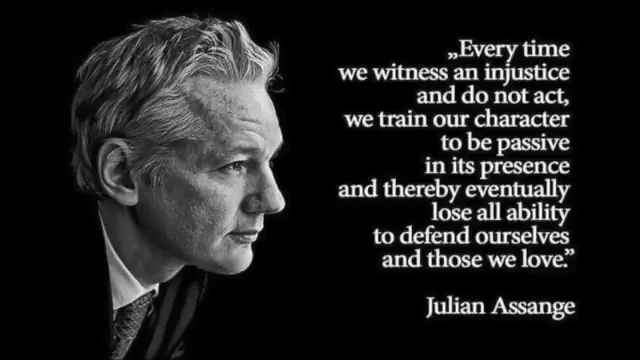 „Every time
we witness an injustice
and do not act,
we train our character
to be passive
in its presence
and thereby eventually
lose all ability
to defend ourselves
and those we love.”
Julian Assange